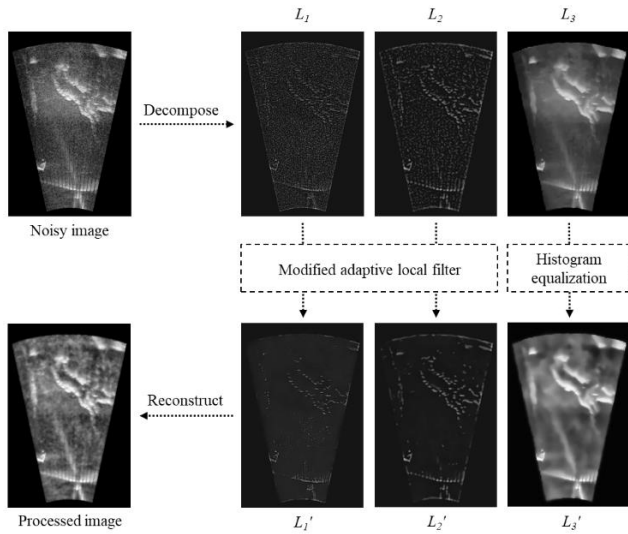 L1 L2 L3
Decompose
Noisy image
Modified adaptive local filter
Histogram
equalization
Reconstruct
Processed image
L1' L2' L3'